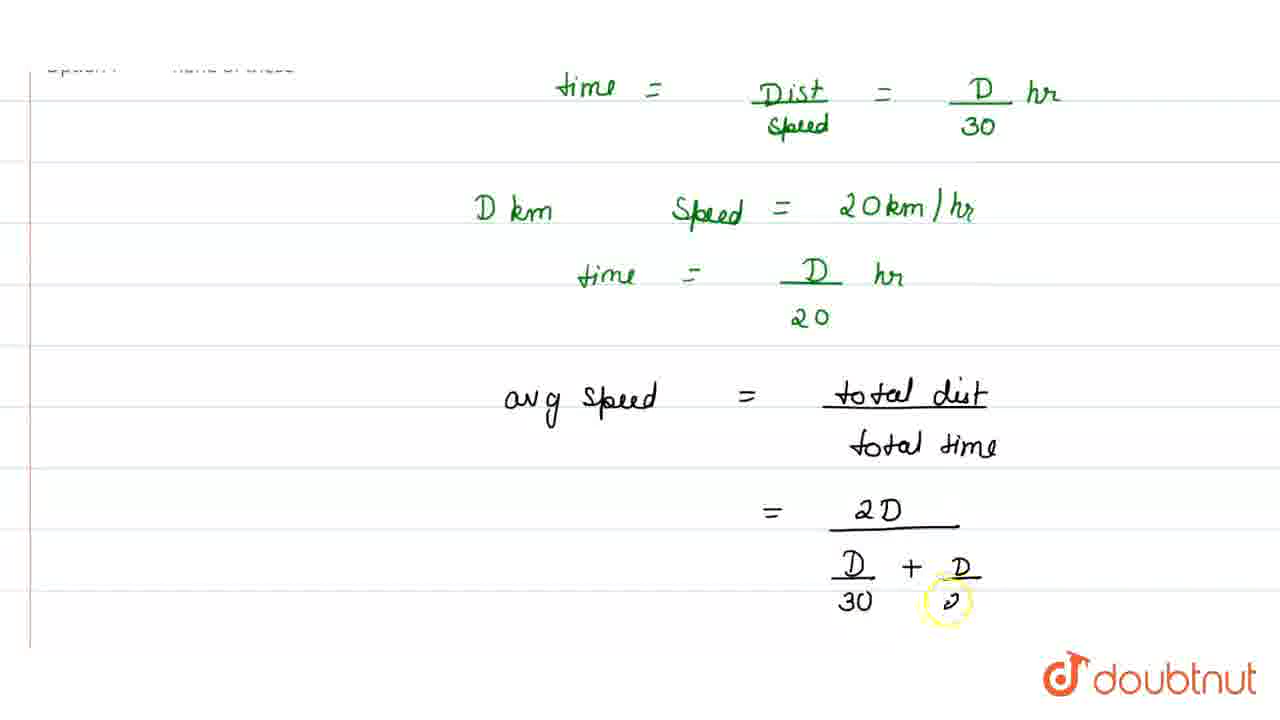 time = Dist / Speed = D / 30 hr
D km Speed = 20 km/hr
time = D / 20 hr
avg speed = total dist / total time
= 2D / D / 30 + D / 2
doubtnut